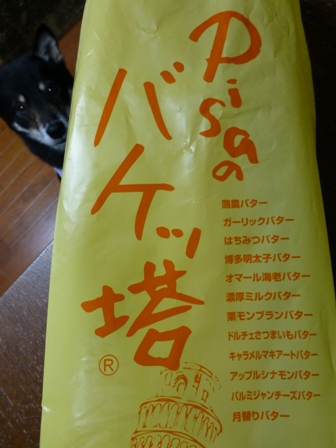 Pisaの
バケッ塔
®
醗農バター
ガーリックバター
はちみつバター
博多明太子バター
オマール海老バター
濃厚ミルクバター
栗モンブランバター
ドルチェさつまいもバター
キャラメルマキアートバター
アップルシナモンバター
パルミジャンチーズバター
月替りバター